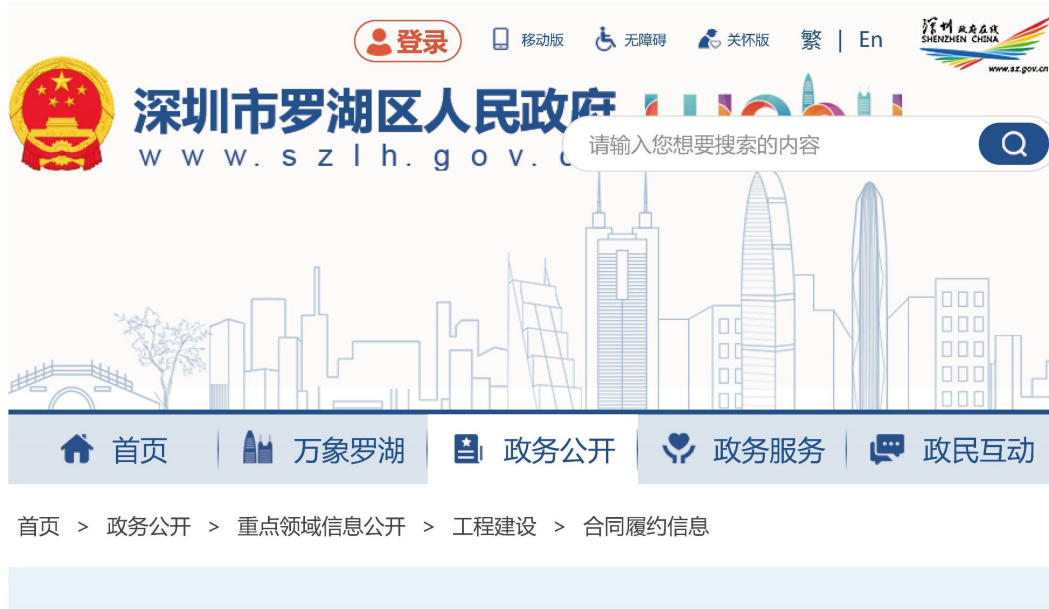 登录 移动版 无障碍 关怀版 繁 | En
深圳政府在线
SHENZHEN CHINA
www.sz.gov.cn
深圳市罗湖区人民政府
www.szlh.gov.c
请输入您想要搜索的内容
首页 万象罗湖 政务公开 政务服务 政民互动
首页 > 政务公开 > 重点领域信息公开 > 工程建设 > 合同履约信息